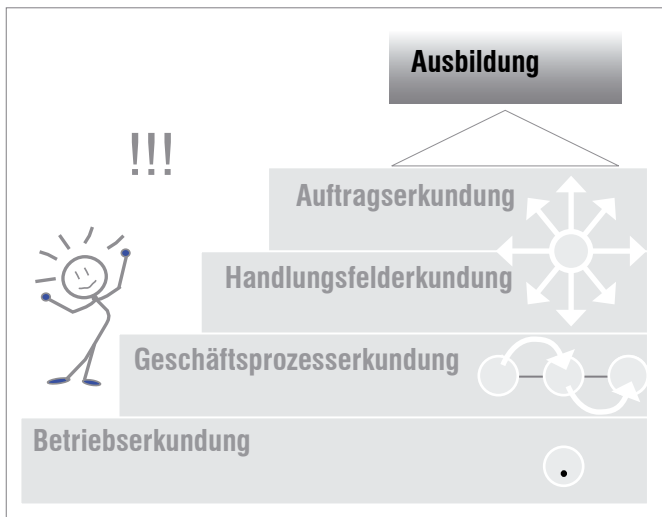 Ausbildung
!!!
Auftragserkundung
Handlungsfelderkundung
Geschäftsprozesserkundung
Betriebserkundung